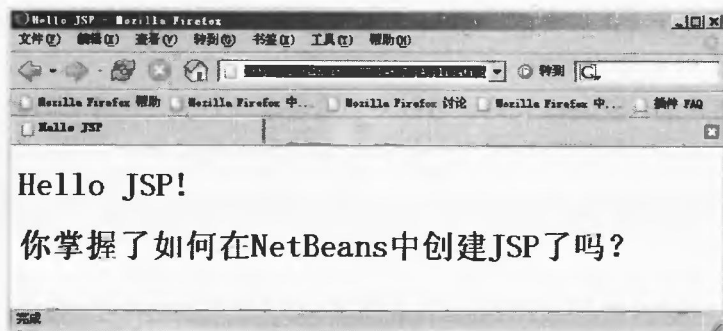 Hello JSP - Mozilla Firefox
文件(F) 编辑(E) 查看(V) 转到(G) 书签(B) 工具(T) 帮助(H)
转到 G
Mozilla Firefox 帮助 Mozilla Firefox 中... Mozilla Firefox 讨论 Mozilla Firefox 中... 插件 FAQ
Hello JSP
Hello JSP!
你掌握了如何在NetBeans中创建JSP了吗?
完成